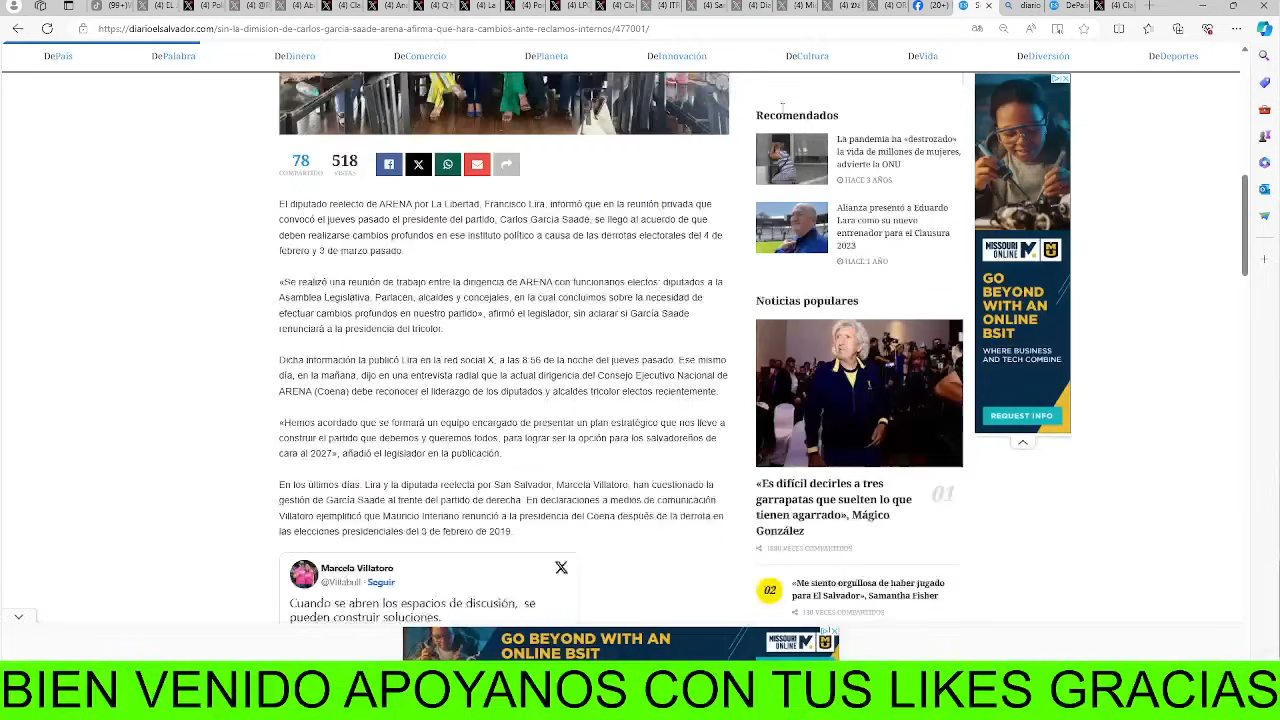 https://diarioelsalvador.com/sin-la-dimision-de-carlos-garcia-saade-arena-afirma-que-hara-cambios-ante-reclamos-internos/477001/
DePaís DePalabra DeDinero DeComercio DePlaneta DeInnovación DeCultura DeVida DeDiversión DeDeportes
78
COMPARTIDO
518
VISTAS
El diputado reelecto de ARENA por La Libertad, Francisco Lira, informó que en la reunión privada que
convocó el jueves pasado el presidente del partido, Carlos García Saade, se llegó al acuerdo de que
deben realizarse cambios profundos en ese instituto político a causa de las derrotas electorales del 4 de
febrero y 3 de marzo pasado.
«Se realizó una reunión de trabajo entre la dirigencia de ARENA con funcionarios electos: diputados a la
Asamblea Legislativa, Parlacen, alcaldes y concejales, en la cual concluimos sobre la necesidad de
cambios profundos en nuestro partido», afirmó el legislador, sin aclarar si García Saade
renunciará a la presidencia del tricolor.
Dicha información la publicó Lira en la red social X, a las 8:56 de la noche del jueves pasado. Ese mismo
día, en la mañana, dijo en una entrevista radial que la actual dirigencia del Consejo Ejecutivo Nacional de
ARENA (Coena) debe reconocer el liderazgo de los diputados y alcaldes tricolor electos recientemente.
«Hemos acordado que se formará un equipo encargado de presentar un plan estratégico que nos lleve a
construir el partido que debemos y queremos todos, para lograr ser la opción para los salvadoreños de
cara al 2027», añadió el legislador en la publicación.
En los últimos días, Lira y la diputada reelecta por San Salvador, Marcela Villatoro, han cuestionado la
gestión de García Saade al frente del partido de derecha. En declaraciones a medios de comunicación
Villatoro ejemplificó que Mauricio Interiano renunció a la presidencia del Coena después de la derrota en
las elecciones presidenciales del 3 de febrero de 2019.
Marcela Villatoro
@Villabull · Seguir
Cuando se abren los espacios de discusión, se
pueden construir soluciones.
Recomendados
La pandemia ha «destrozado»
la vida de millones de mujeres,
advierte la ONU
HACE 3 AÑOS
Alianza presentó a Eduardo
Lara como su nuevo
entrenador para el Clausura
2023
HACE 1 AÑO
Noticias populares
«Es difícil decirles a tres
garrapatas que suelten lo que
tienen agarrado», Mágico
González
01
1880 VECES COMPARTIDOS
02
«Me siento orgullosa de haber jugado
para El Salvador», Samantha Fisher
130 VECES COMPARTIDOS
MISSOURI
ONLINE
GO
BEYOND
WITH AN
ONLINE
BSIT
WHERE BUSINESS
AND TECH COMBINE
REQUEST INFO
GO BEYOND WITH AN
ONLINE BSIT
MISSOURI
ONLINE
BIEN VENIDO APOYANOS CON TUS LIKES GRACIAS